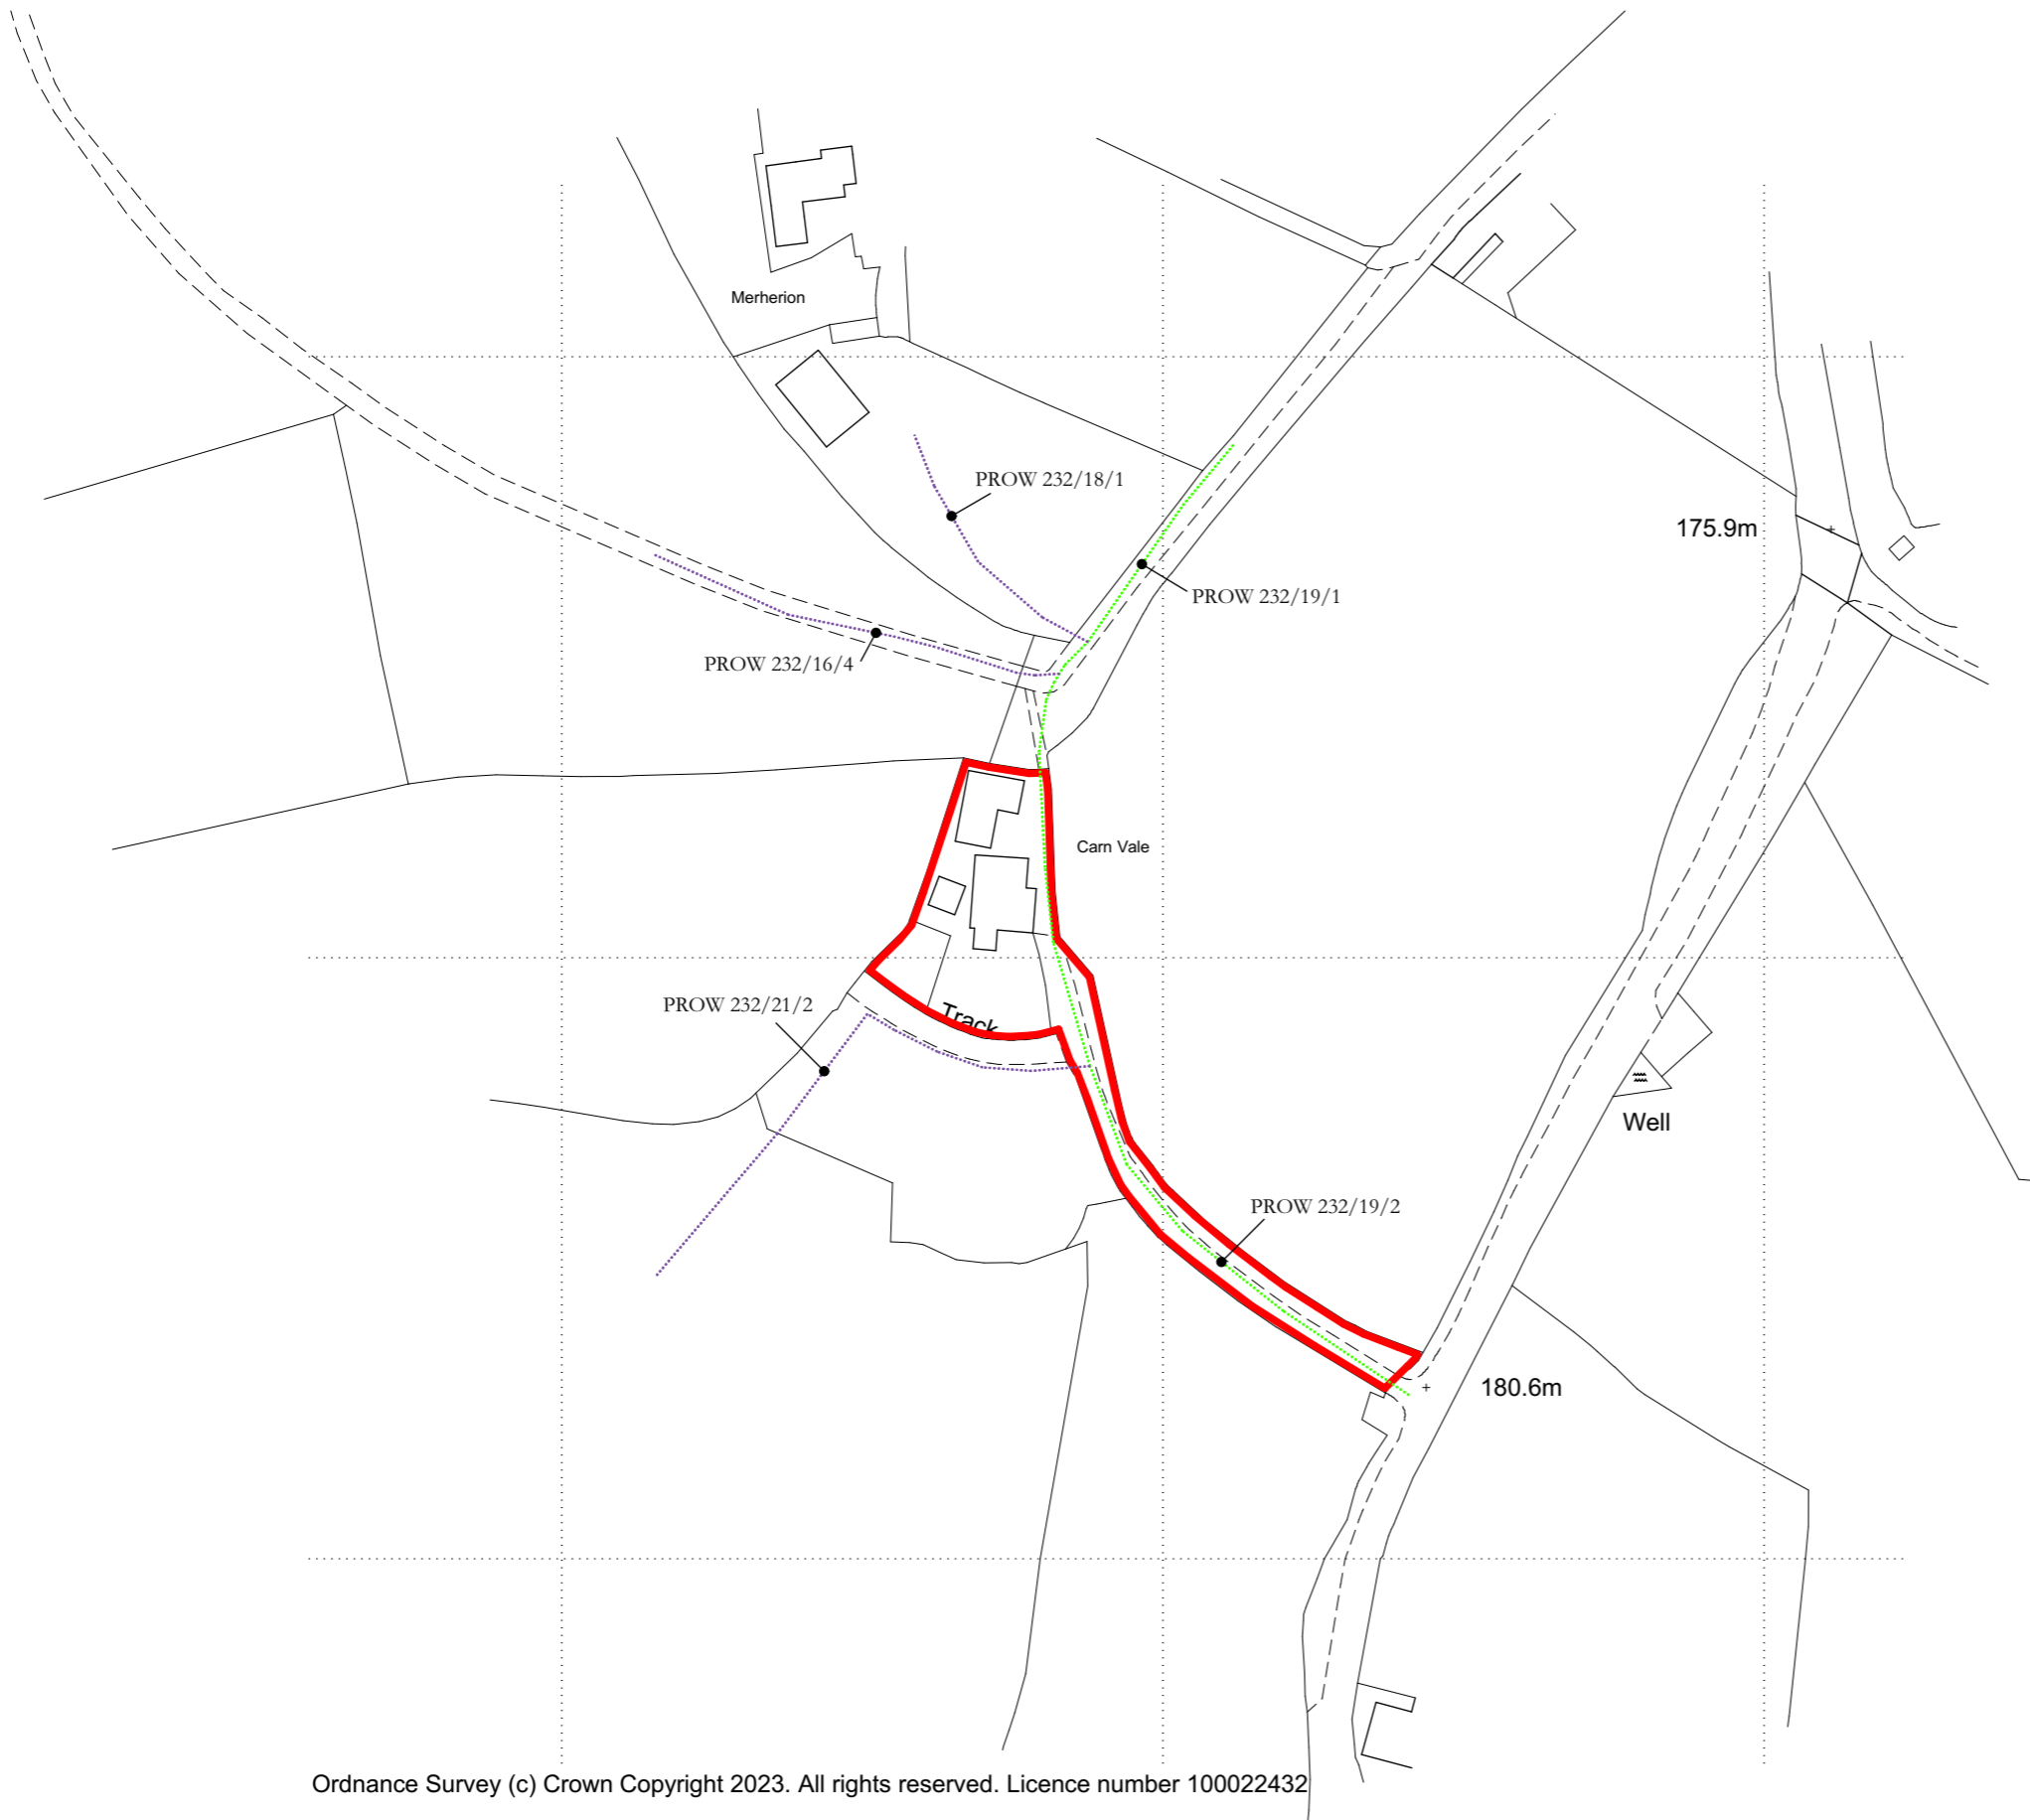 Merherion
PROW 232/18/1
175.9m
PROW 232/19/1
PROW 232/16/4
Carn Vale
PROW 232/21/2
Track
Well
PROW 232/19/2
180.6m
Ordnance Survey (c) Crown Copyright 2023. All rights reserved. Licence number 100022432